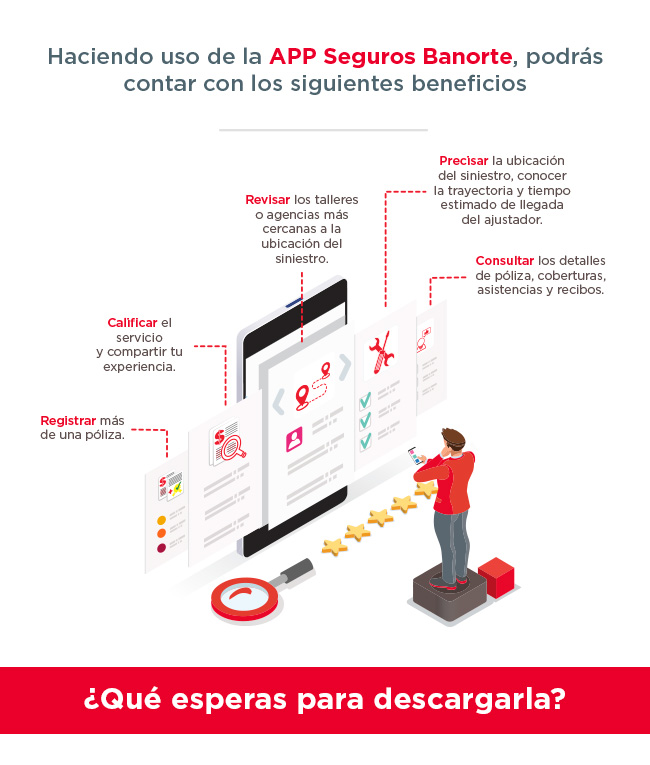 Haciendo uso de la APP Seguros Banorte, podrás
contar con los siguientes beneficios
Precisar la ubicación
del siniestro, conocer
la trayectoria y tiempo
estimado de llegada
del ajustador.
Revisar los talleres
o agencias más
cercanas a la
ubicación del
siniestro.
Consultar los detalles
de póliza, coberturas,
asistencias y recibos.
Calificar el
servicio
y compartir tu
experiencia.
Registrar más
de una póliza.
¿Qué esperas para descargarla?